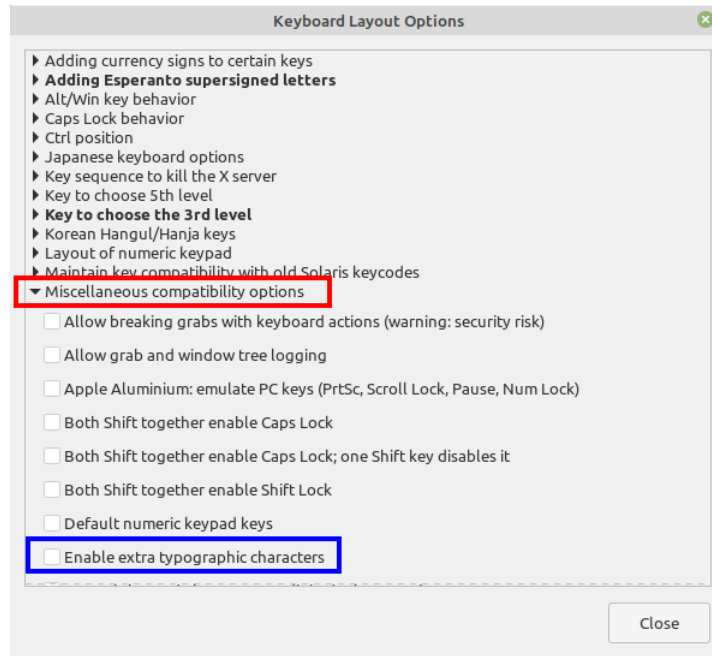 Keyboard Layout Options
Adding currency signs to certain keys
Adding Esperanto supersigned letters
Alt/Win key behavior
Caps Lock behavior
Ctrl position
Japanese keyboard options
Key sequence to kill the X server
Key to choose 5th level
Key to choose the 3rd level
Korean Hangul/Hanja keys
Layout of numeric keypad
Maintain key compatibility with old Solaris keycodes
Miscellaneous compatibility options
Allow breaking grabs with keyboard actions (warning: security risk)
Allow grab and window tree logging
Apple Aluminium: emulate PC keys (PrtSc, Scroll Lock, Pause, Num Lock)
Both Shift together enable Caps Lock
Both Shift together enable Caps Lock; one Shift key disables it
Both Shift together enable Shift Lock
Default numeric keypad keys
Enable extra typographic characters
Close